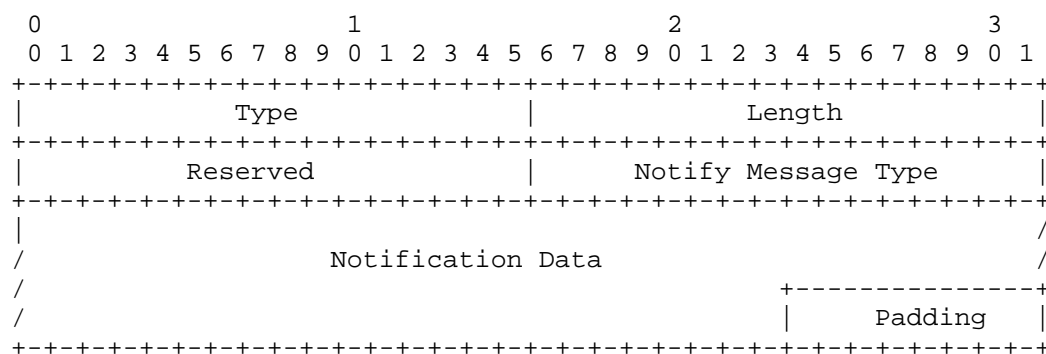 0                   1                   2                   3
 0 1 2 3 4 5 6 7 8 9 0 1 2 3 4 5 6 7 8 9 0 1 2 3 4 5 6 7 8 9 0 1
+-+-+-+-+-+-+-+-+-+-+-+-+-+-+-+-+-+-+-+-+-+-+-+-+-+-+-+-+-+-+-+-+
|             Type              |             Length            |
+-+-+-+-+-+-+-+-+-+-+-+-+-+-+-+-+-+-+-+-+-+-+-+-+-+-+-+-+-+-+-+-+
|          Reserved             |      Notify Message Type      |
+-+-+-+-+-+-+-+-+-+-+-+-+-+-+-+-+-+-+-+-+-+-+-+-+-+-+-+-+-+-+-+-+
|                                                               /
/                   Notification Data                           /
/                                               +---------------+
/                                               |    Padding    |
+-+-+-+-+-+-+-+-+-+-+-+-+-+-+-+-+-+-+-+-+-+-+-+-+-+-+-+-+-+-+-+-+